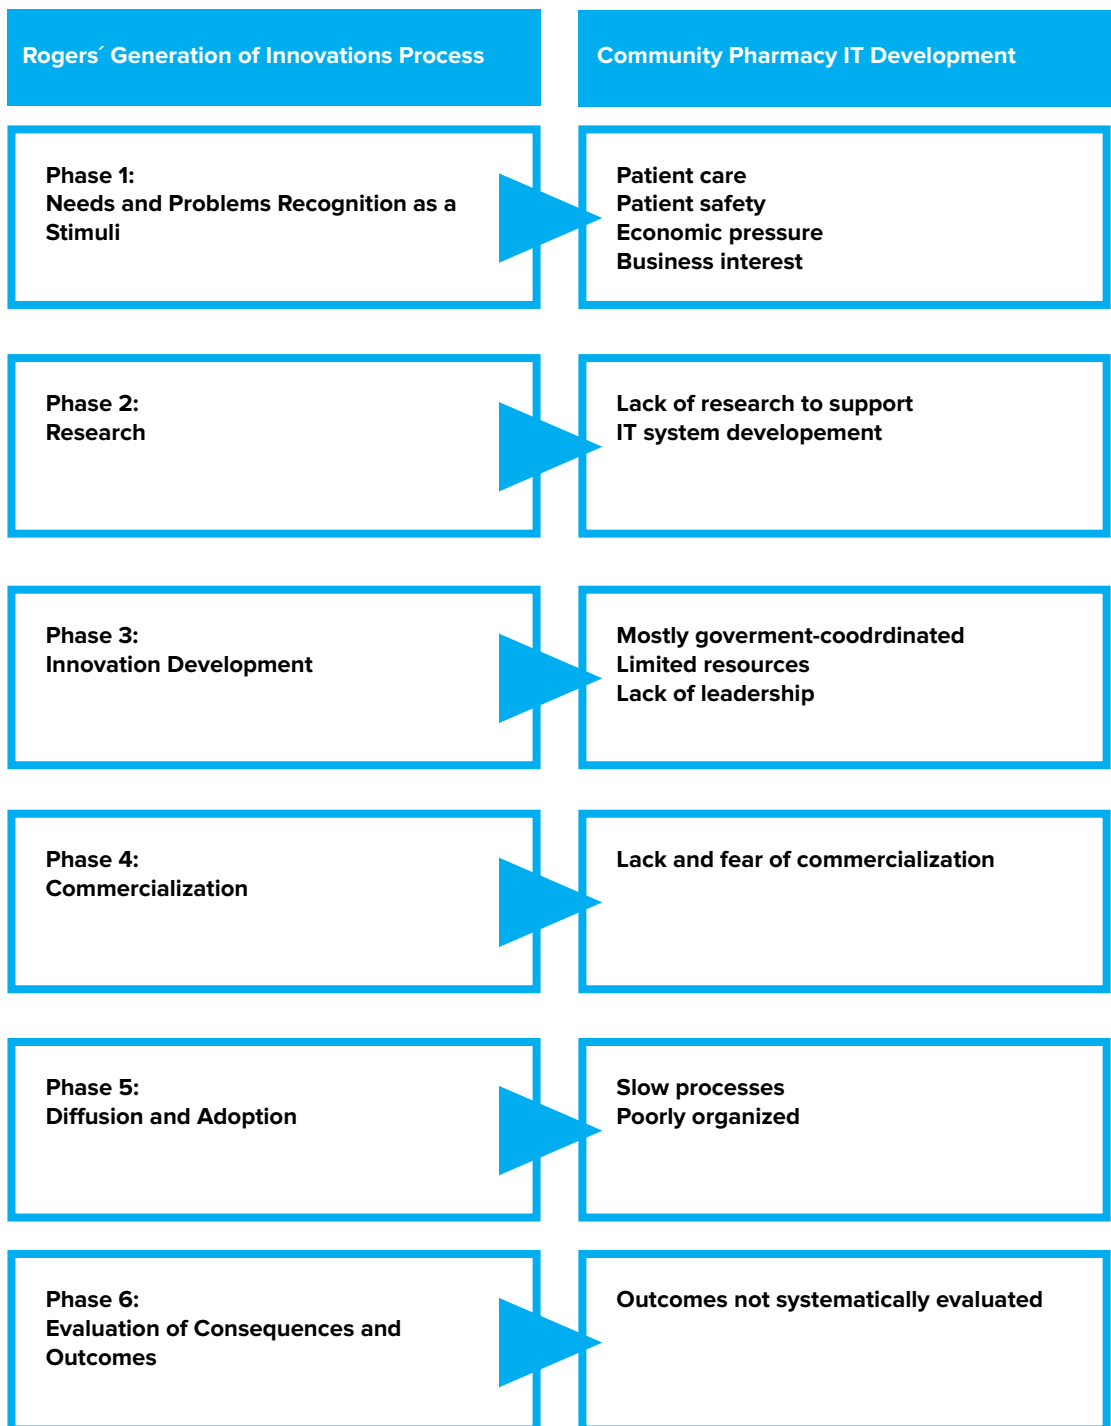 Rogers´ Generation of Innovations Process
Community Pharmacy IT Development
Phase 1:
Needs and Problems Recognition as a
Stimuli
Patient care
Patient safety
Economic pressure
Business interest
Phase 2:
Research
Lack of research to support
IT system developement
Phase 3:
Innovation Development
Mostly goverment-coodrdinated
Limited resources
Lack of leadership
Phase 4:
Commercialization
Lack and fear of commercialization
Phase 5:
Diffusion and Adoption
Slow processes
Poorly organized
Phase 6:
Evaluation of Consequences and
Outcomes
Outcomes not systematically evaluated